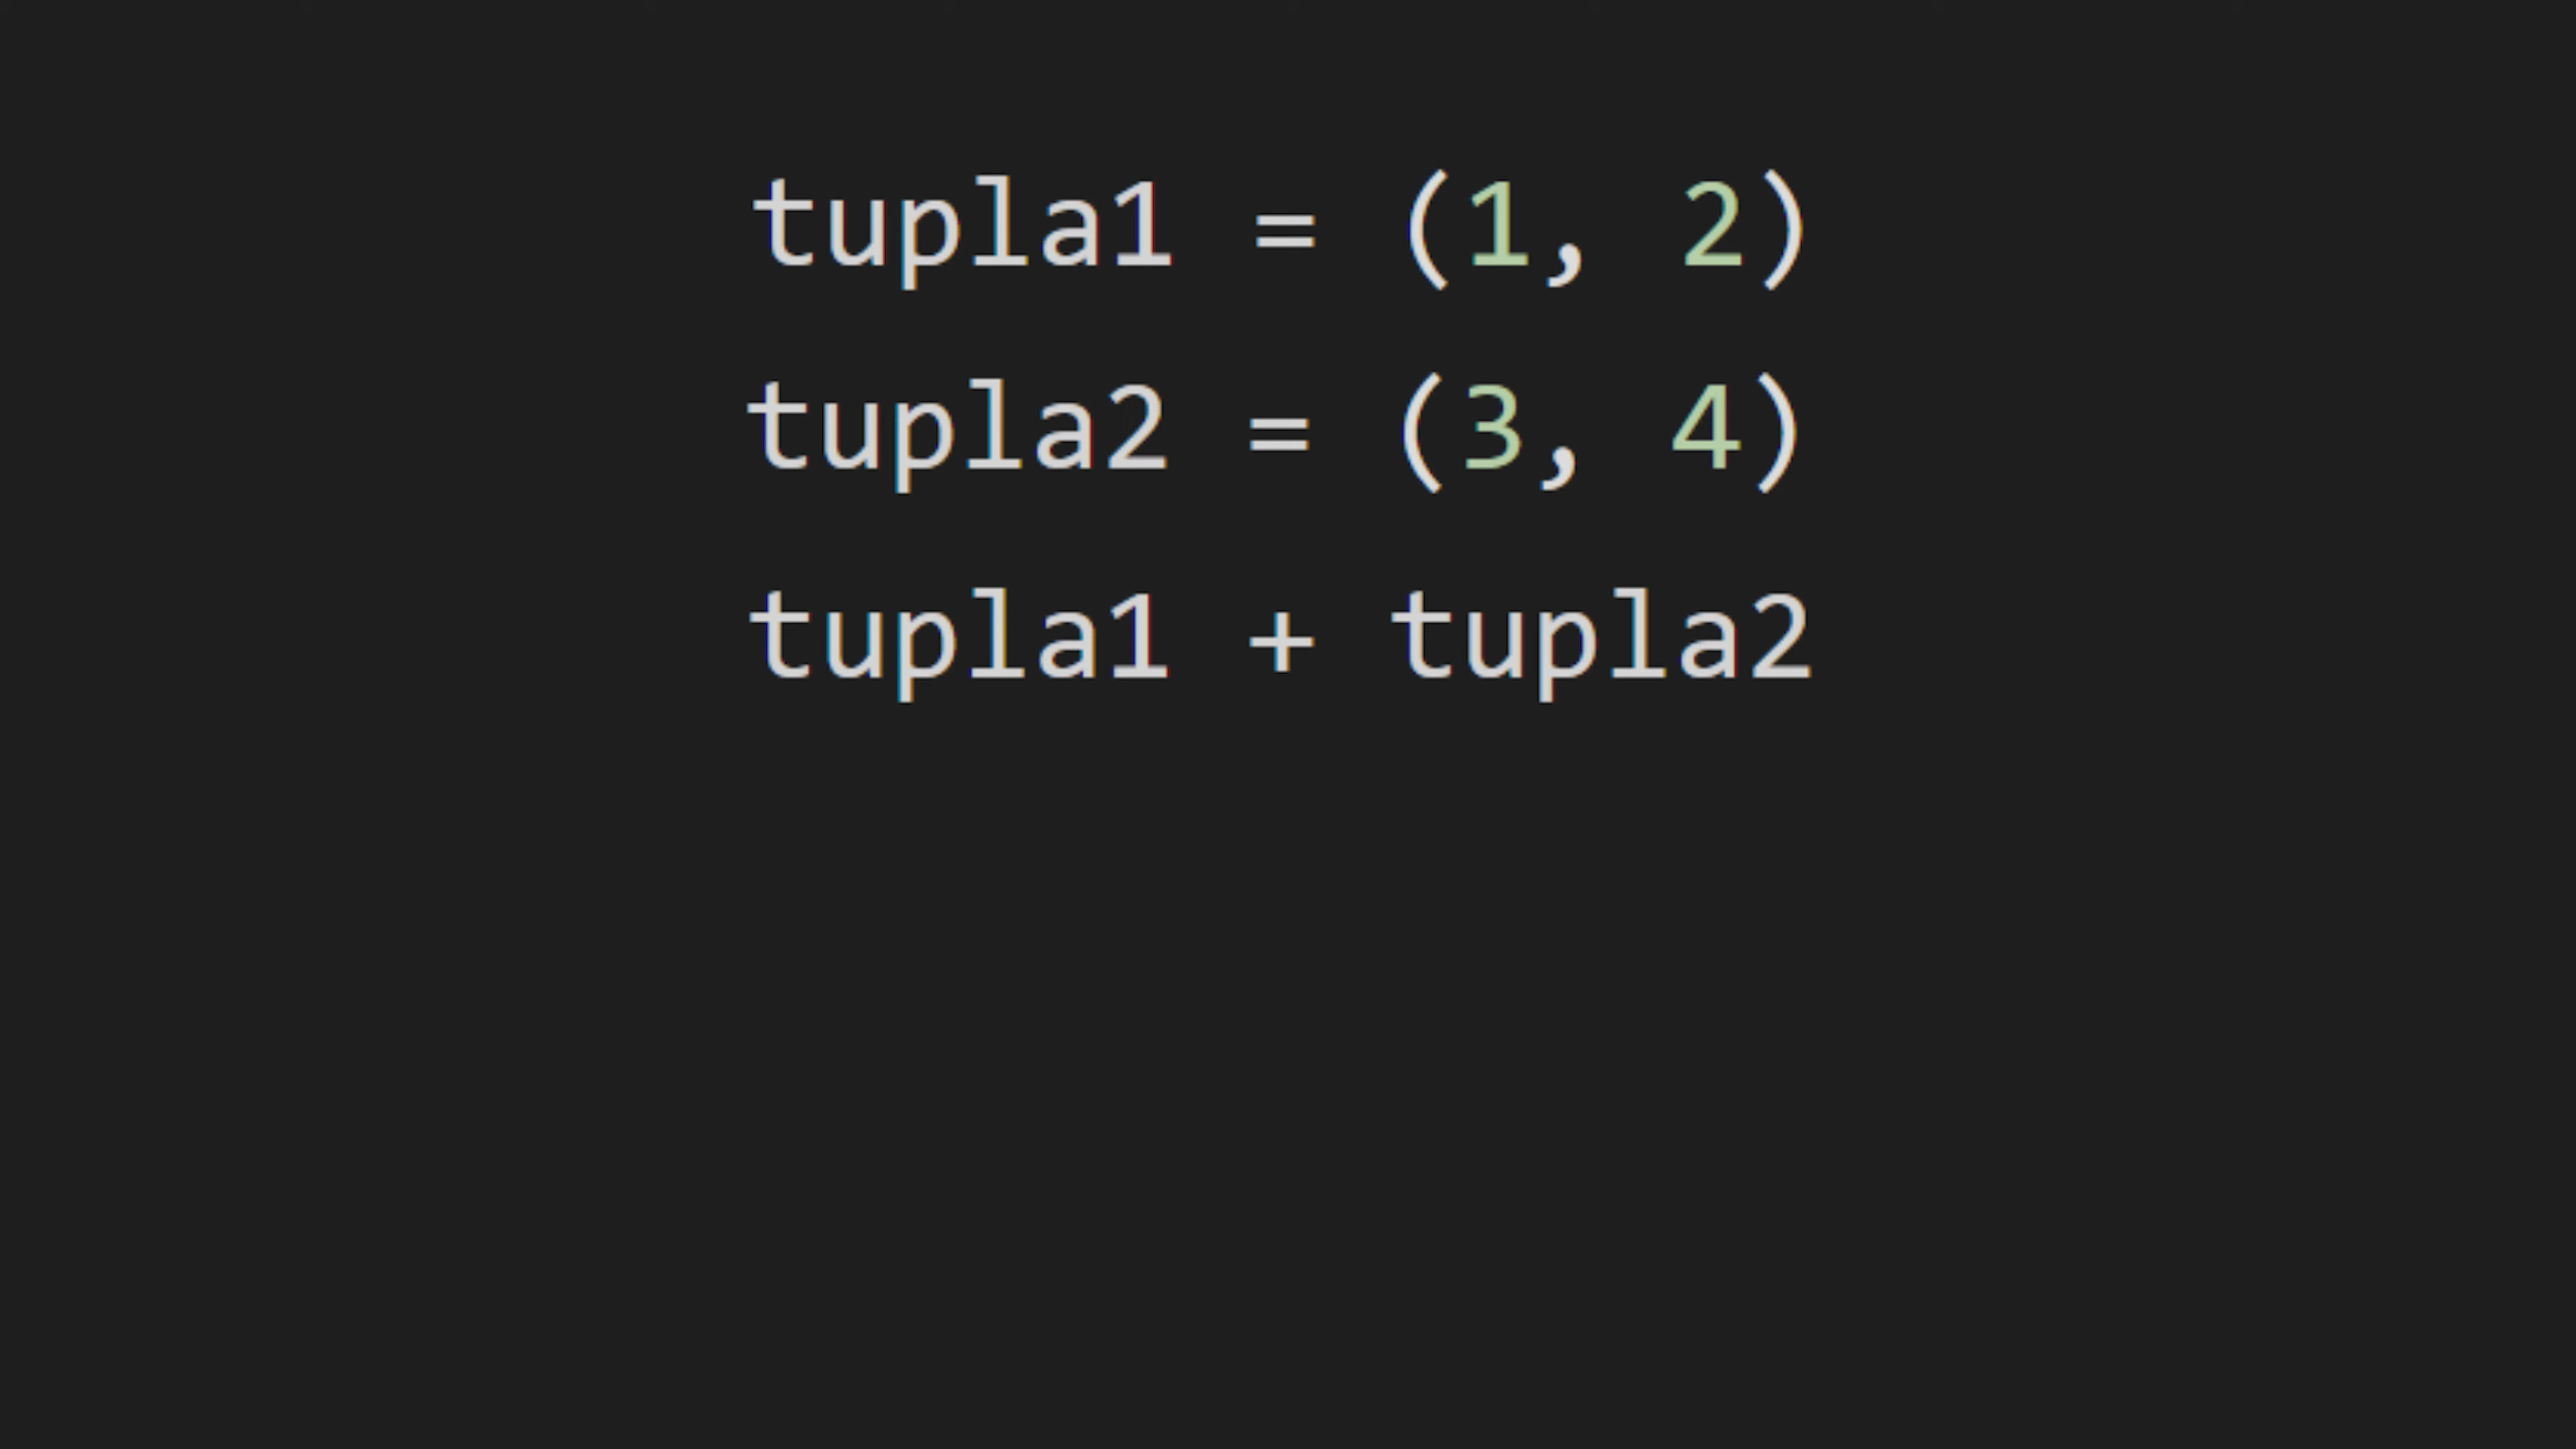 tupla1 = (1, 2)
tupla2 = (3, 4)
tupla1 + tupla2